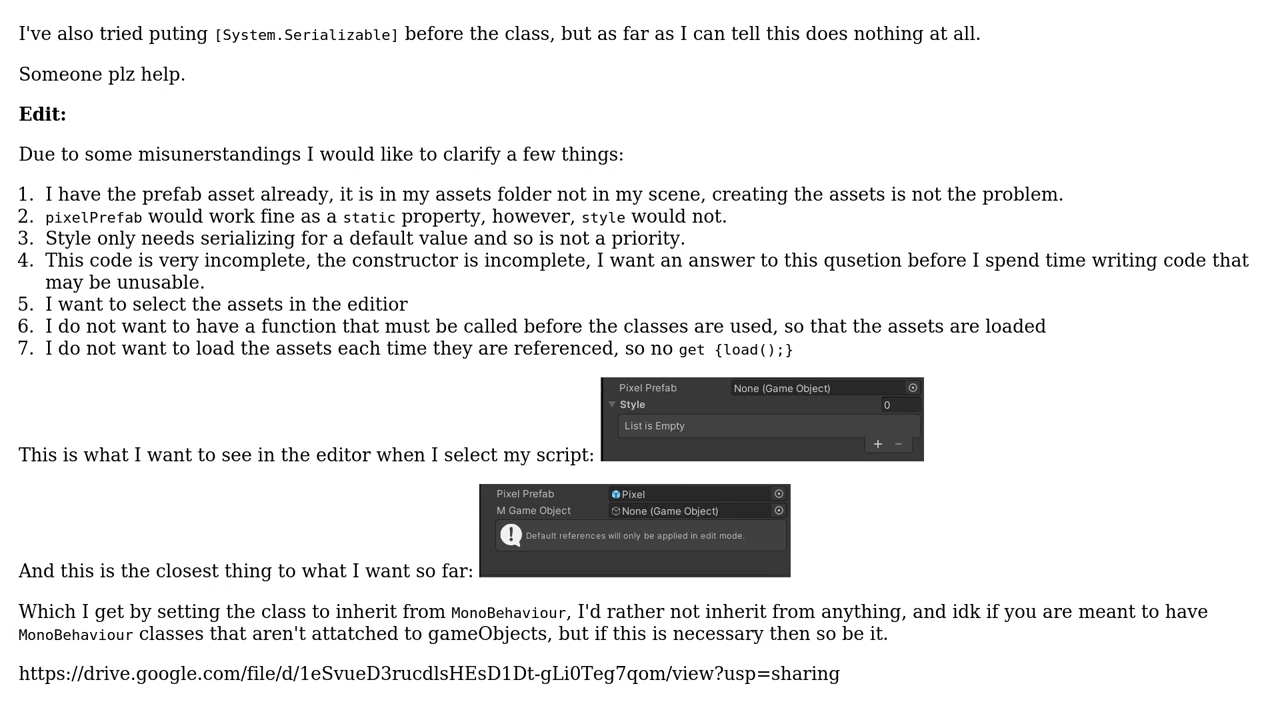 I've also tried puting [System.Serializable] before the class, but as far as I can tell this does nothing at all.
Someone plz help.
Edit:
Due to some misunerstandings I would like to clarify a few things:
1. I have the prefab asset already, it is in my assets folder not in my scene, creating the assets is not the problem.
2. pixelPrefab would work fine as a static property, however, style would not.
3. Style only needs serializing for a default value and so is not a priority.
4. This code is very incomplete, the constructor is incomplete, I want an answer to this qusetion before I spend time writing code that
may be unusable.
5. I want to select the assets in the editior
6. I do not want to have a function that must be called before the classes are used, so that the assets are loaded
7. I do not want to load the assets each time they are referenced, so no get {load();}
Pixel Prefab None (Game Object)
Style 0
List is Empty
+ −
This is what I want to see in the editor when I select my script:
Pixel Prefab Pixel
M Game Object None (Game Object)
! Default references will only be applied in edit mode.
And this is the closest thing to what I want so far:
Which I get by setting the class to inherit from MonoBehaviour, I'd rather not inherit from anything, and idk if you are meant to have
MonoBehaviour classes that aren't attatched to gameObjects, but if this is necessary then so be it.
https://drive.google.com/file/d/1eSvueD3rucdlsHEsD1Dt-gLi0Teg7qom/view?usp=sharing